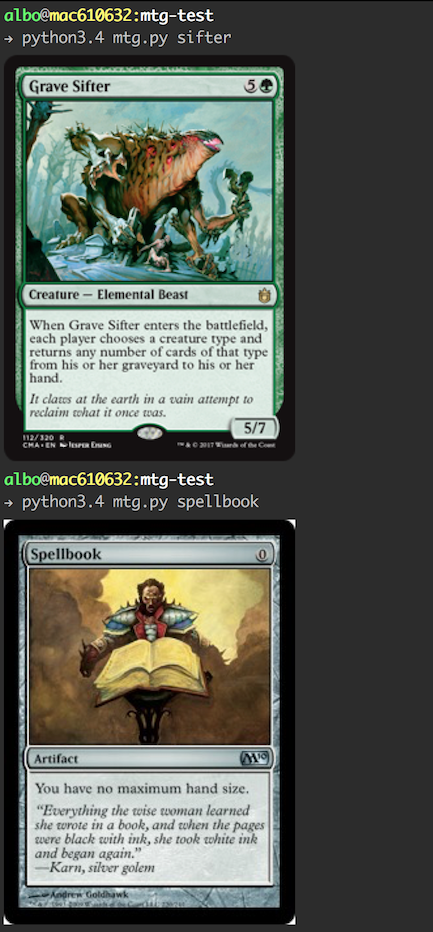 albo@mac610632:mtg-test
→ python3.4 mtg.py sifter
Grave Sifter 5
Creature — Elemental Beast
When Grave Sifter enters the battlefield,
each player chooses a creature type and
returns any number of cards of that type
from his or her graveyard to his or her
hand.
It claws at the earth in a vain attempt to
reclaim what it once was.
5/7
112/320 R
CMA • EN Jesper Ejsing ™ & © 2017 Wizards of the Coast
albo@mac610632:mtg-test
→ python3.4 mtg.py spellbook
Spellbook 0
Artifact M10
You have no maximum hand size.
“Everything the wise woman learned
she wrote in a book, and when the pages
were black with ink, she took white ink
and began again.”
—Karn, silver golem
Andrew Goldhawk